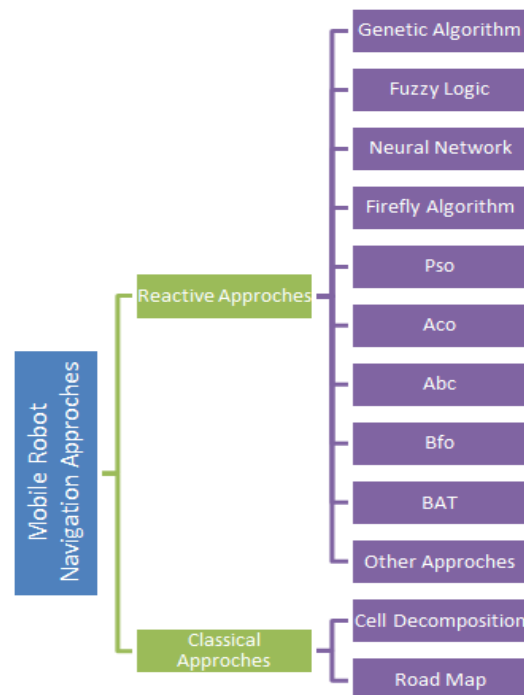 Mobile Robot
Navigation Approches
Reactive Approches
Genetic Algorithm
Fuzzy Logic
Neural Network
Firefly Algorithm
Pso
Aco
Abc
Bfo
BAT
Other Approches
Classical
Approches
Cell Decomposition
Road Map